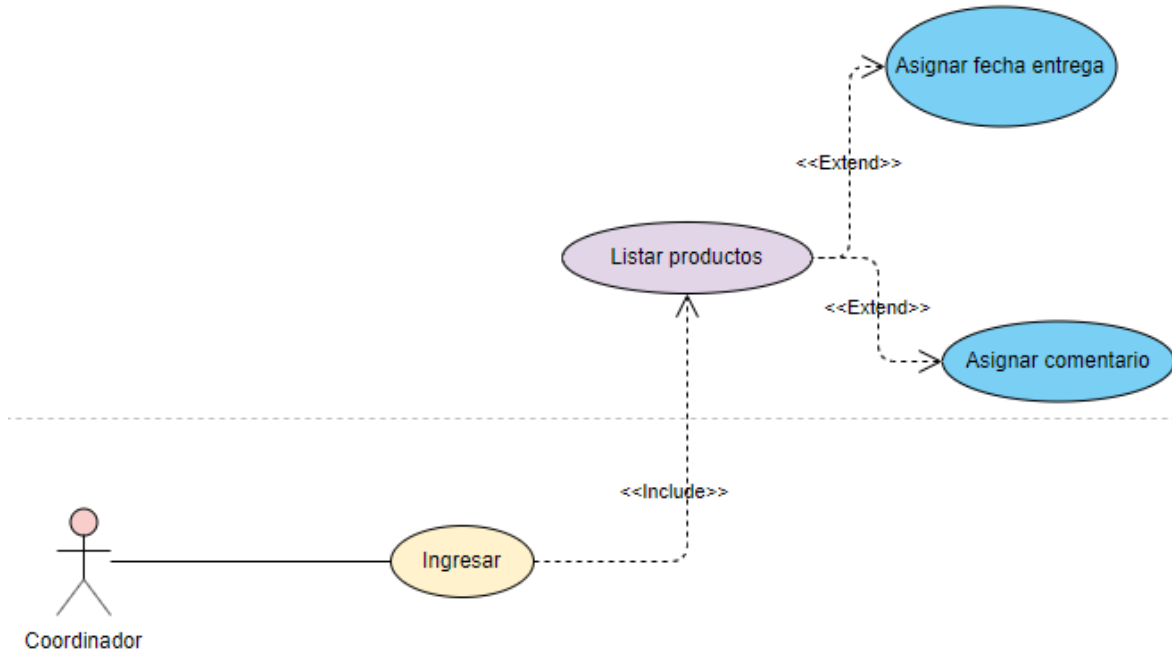 Asignar fecha entrega
<<Extend>>
Listar productos
<<Extend>>
Asignar comentario
<<Include>>
Ingresar
Coordinador